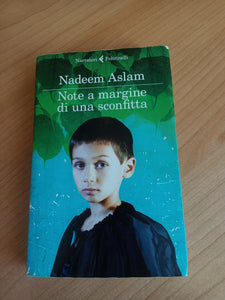 Narratori Feltrinelli
Nadeem Aslam
Note a margine
di una sconfitta